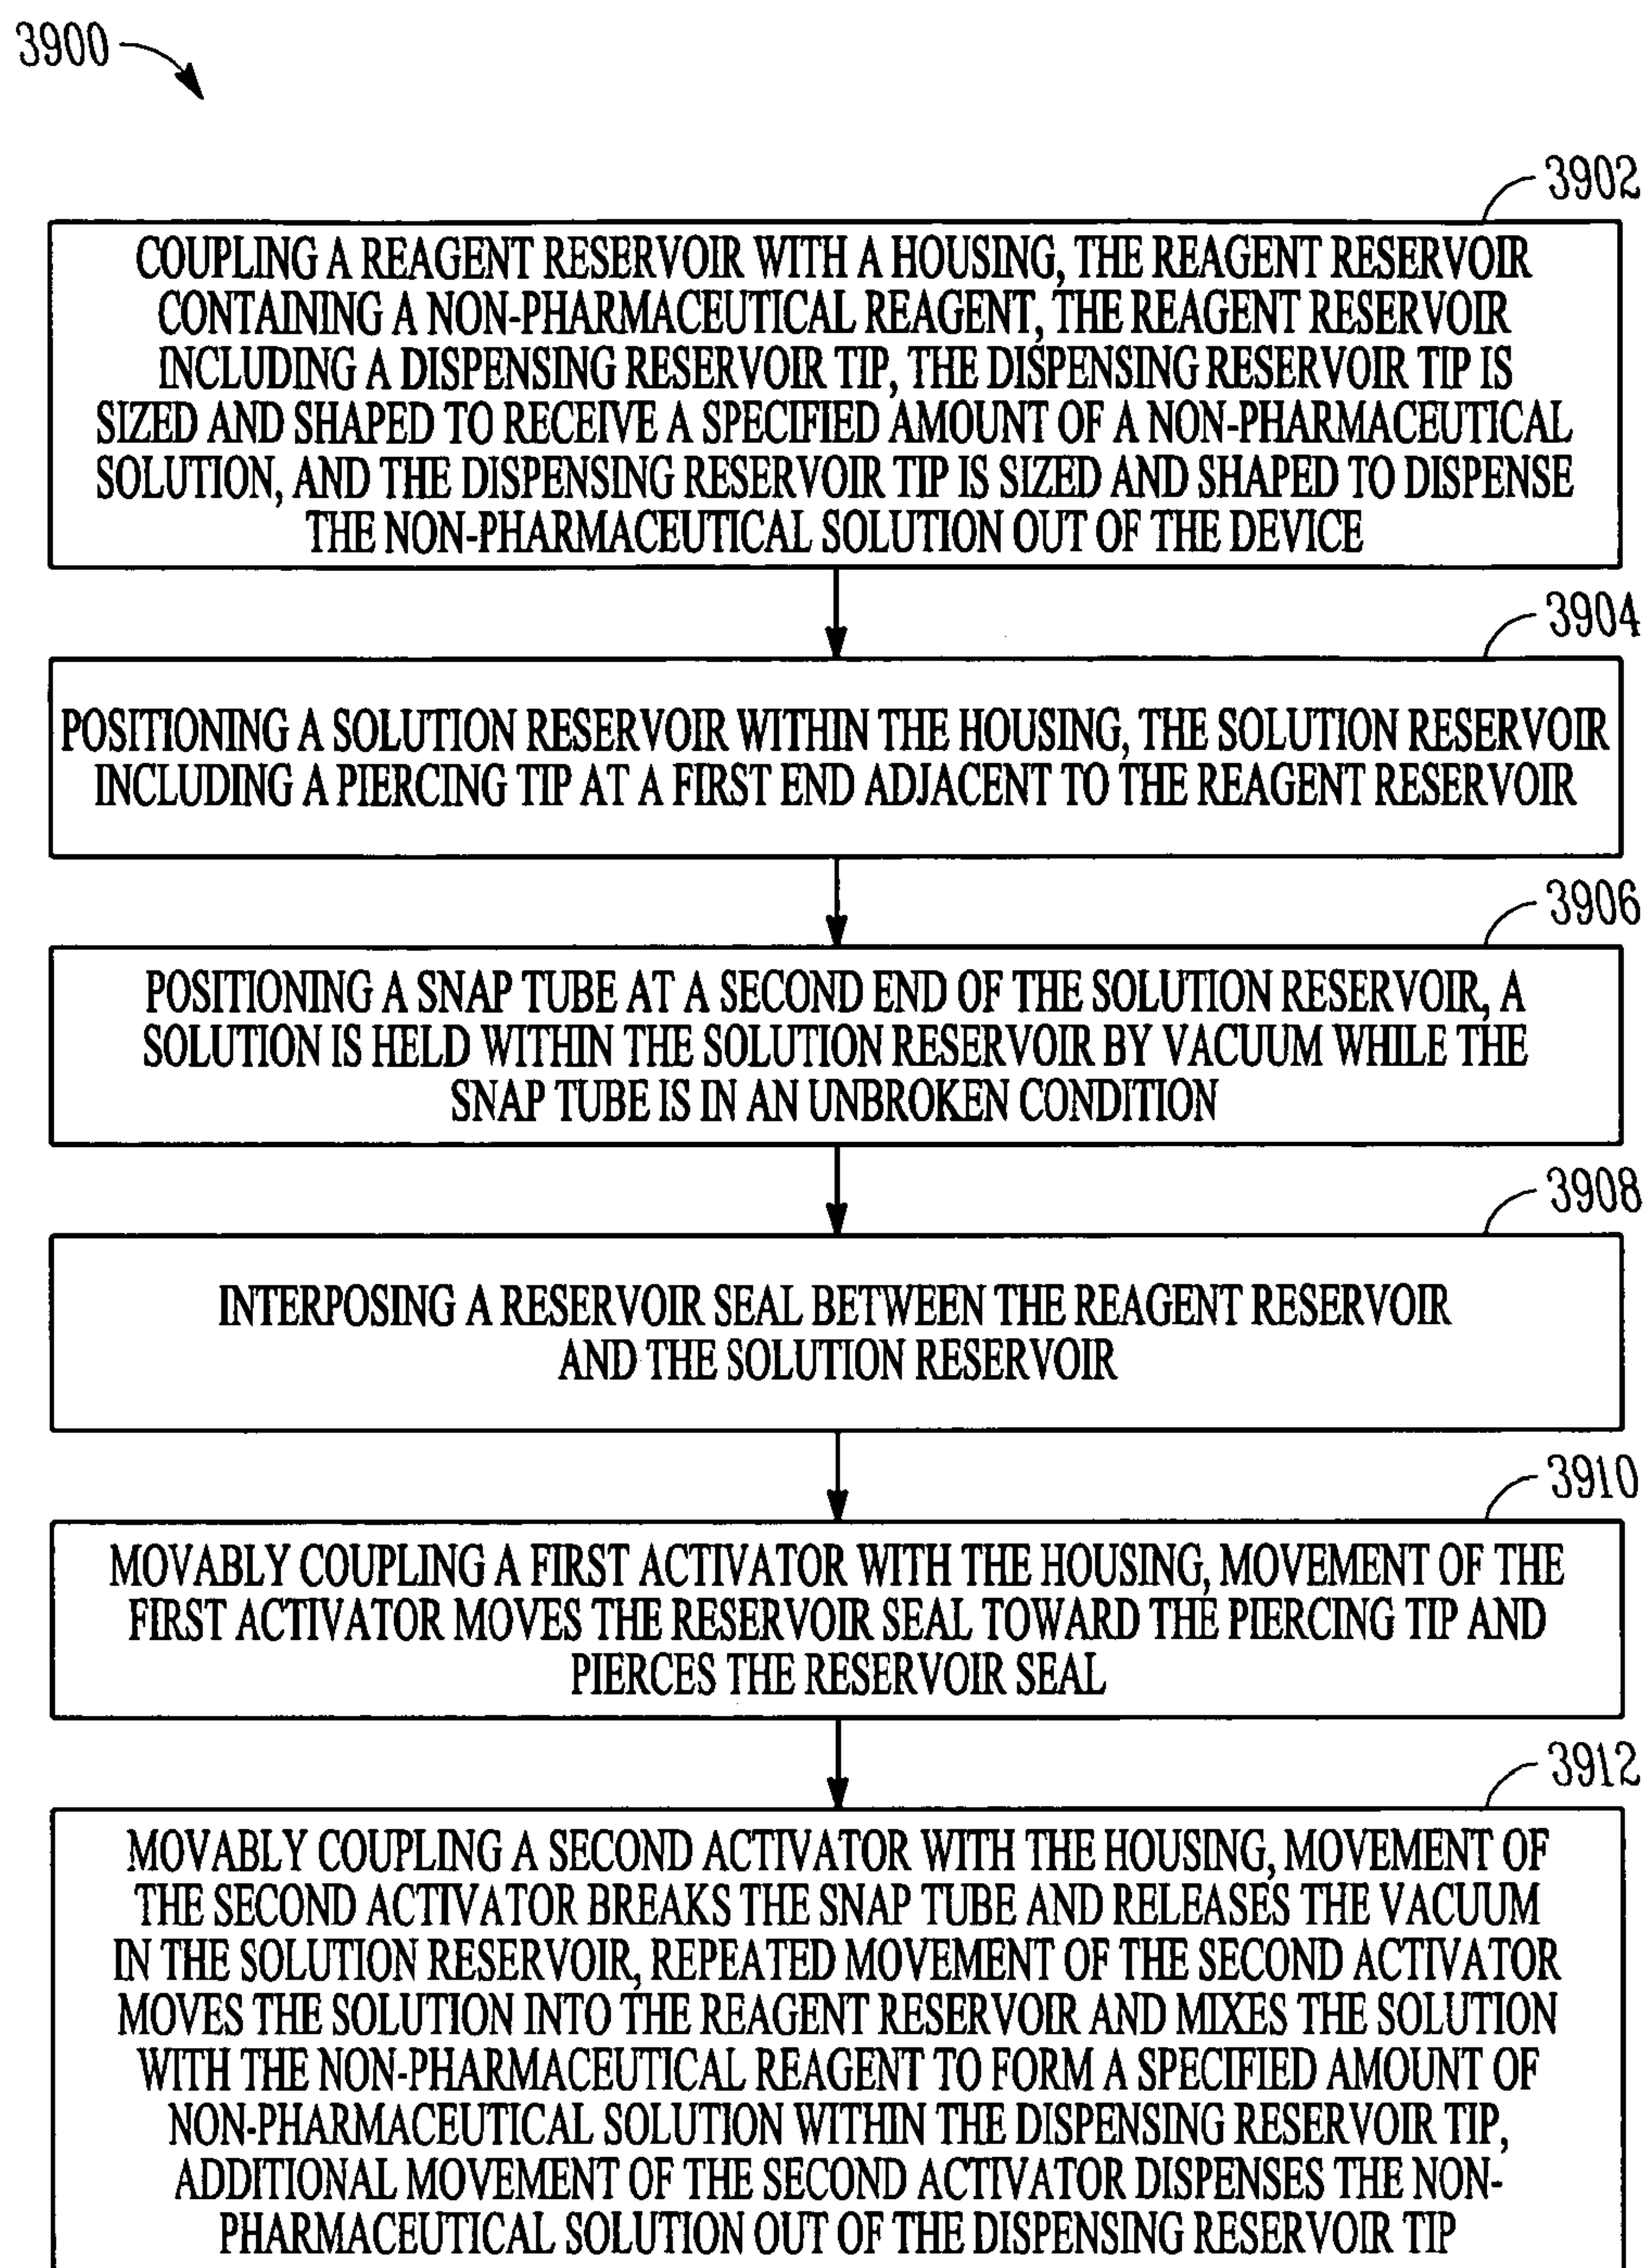 3900
3902
COUPLING A REAGENT RESERVOIR WITH A HOUSING, THE REAGENT RESERVOIR
CONTAINING A NON-PHARMACEUTICAL REAGENT, THE REAGENT RESERVOIR
INCLUDING A DISPENSING RESERVOIR TIP, THE DISPENSING RESERVOIR TIP IS
SIZED AND SHAPED TO RECEIVE A SPECIFIED AMOUNT OF A NON-PHARMACEUTICAL
SOLUTION, AND THE DISPENSING RESERVOIR TIP IS SIZED AND SHAPED TO DISPENSE
THE NON-PHARMACEUTICAL SOLUTION OUT OF THE DEVICE
3904
POSITIONING A SOLUTION RESERVOIR WITHIN THE HOUSING, THE SOLUTION RESERVOIR
INCLUDING A PIERCING TIP AT A FIRST END ADJACENT TO THE REAGENT RESERVOIR
3906
POSITIONING A SNAP TUBE AT A SECOND END OF THE SOLUTION RESERVOIR, A
SOLUTION IS HELD WITHIN THE SOLUTION RESERVOIR BY VACUUM WHILE THE
SNAP TUBE IS IN AN UNBROKEN CONDITION
3908
INTERPOSING A RESERVOIR SEAL BETWEEN THE REAGENT RESERVOIR
AND THE SOLUTION RESERVOIR
3910
MOVABLY COUPLING A FIRST ACTIVATOR WITH THE HOUSING, MOVEMENT OF THE
FIRST ACTIVATOR MOVES THE RESERVOIR SEAL TOWARD THE PIERCING TIP AND
PIERCES THE RESERVOIR SEAL
3912
MOVABLY COUPLING A SECOND ACTIVATOR WITH THE HOUSING, MOVEMENT OF
THE SECOND ACTIVATOR BREAKS THE SNAP TUBE AND RELEASES THE VACUUM
IN THE SOLUTION RESERVOIR, REPEATED MOVEMENT OF THE SECOND ACTIVATOR
MOVES THE SOLUTION INTO THE REAGENT RESERVOIR AND MIXES THE SOLUTION
WITH THE NON-PHARMACEUTICAL REAGENT TO FORM A SPECIFIED AMOUNT OF
NON-PHARMACEUTICAL SOLUTION WITHIN THE DISPENSING RESERVOIR TIP,
ADDITIONAL MOVEMENT OF THE SECOND ACTIVATOR DISPENSES THE NON-
PHARMACEUTICAL SOLUTION OUT OF THE DISPENSING RESERVOIR TIP